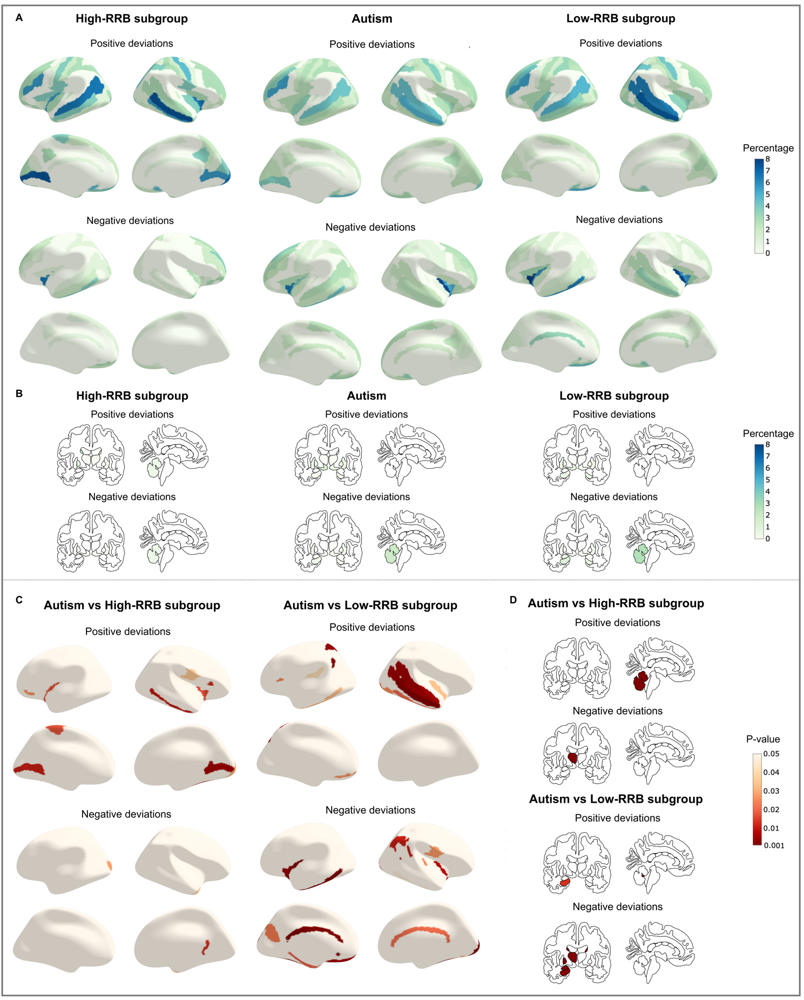 A
High-RRB subgroup
Autism
Low-RRB subgroup
Positive deviations
Positive deviations
Positive deviations
Percentage
8
7
6
5
4
3
2
1
0
Negative deviations
Negative deviations
Negative deviations
B
High-RRB subgroup
Autism
Low-RRB subgroup
Positive deviations
Positive deviations
Positive deviations
Percentage
8
7
6
5
4
3
2
1
0
Negative deviations
Negative deviations
Negative deviations
C
Autism vs High-RRB subgroup
Autism vs Low-RRB subgroup
Positive deviations
Positive deviations
Negative deviations
Negative deviations
D
Autism vs High-RRB subgroup
Positive deviations
Negative deviations
Autism vs Low-RRB subgroup
Positive deviations
Negative deviations
P-value
0.05
0.04
0.03
0.02
0.01
0.001